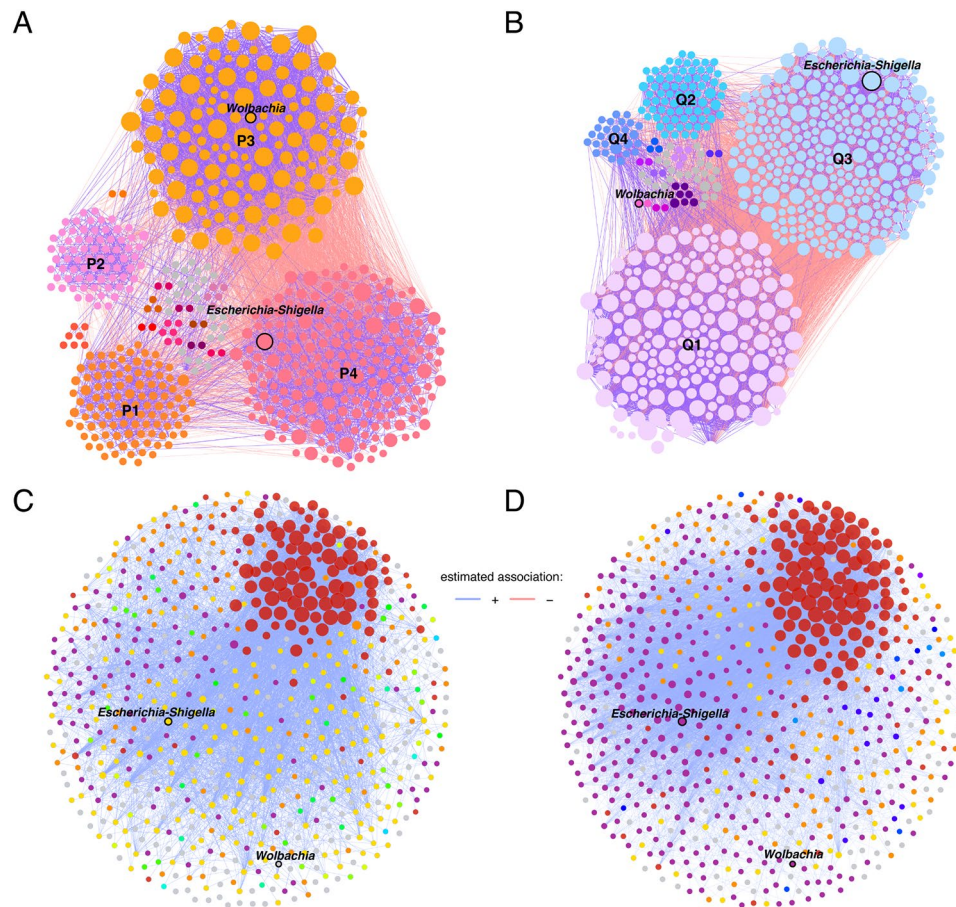 A
B
Escherichia-Shigella
Wolbachia
P3
Q2
Q4
Q3
Wolbachia
P2
Escherichia-Shigella
Q1
P4
P1
C
D
estimated association:
+ −
Escherichia-Shigella
Escherichia-Shigella
Wolbachia
Wolbachia